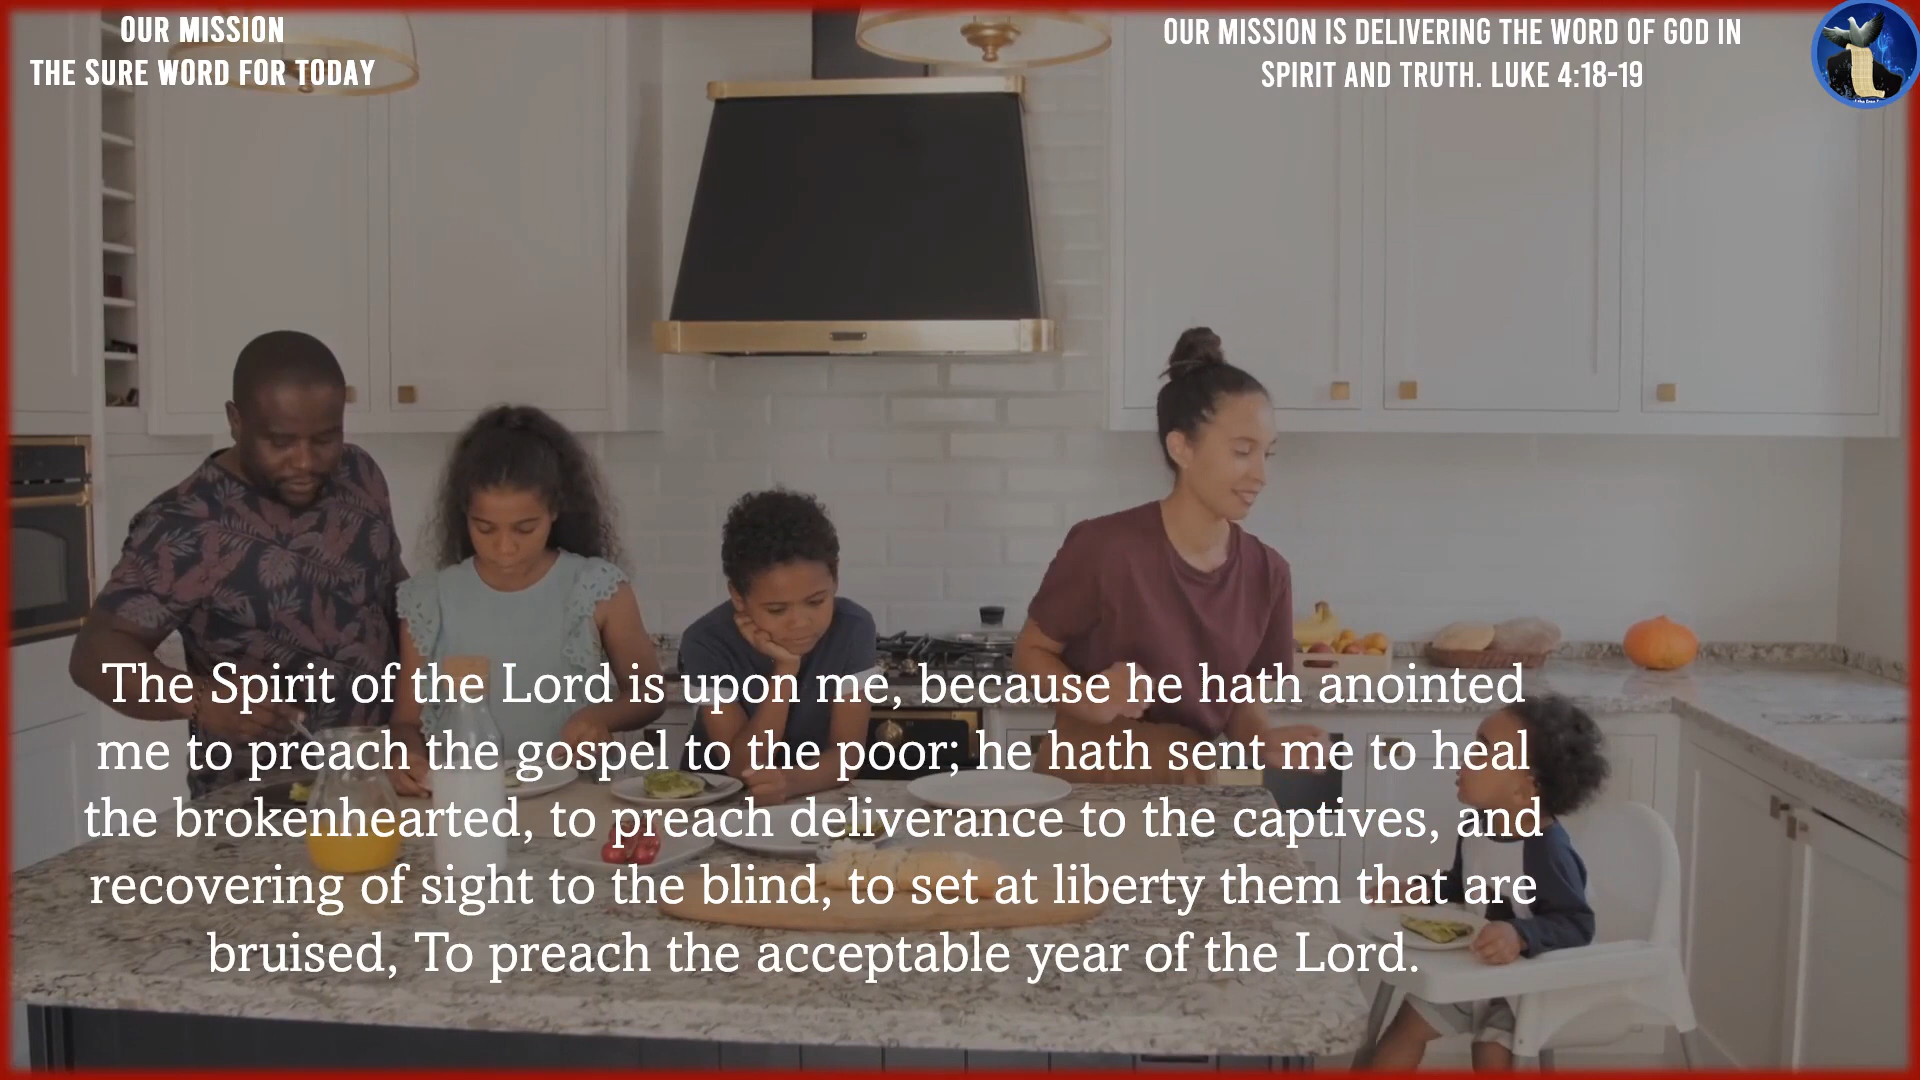 OUR MISSION
THE SURE WORD FOR TODAY
OUR MISSION IS DELIVERING THE WORD OF GOD IN
SPIRIT AND TRUTH. LUKE 4:18-19
The Spirit of the Lord is upon me, because he hath anointed
me to preach the gospel to the poor; he hath sent me to heal
the brokenhearted, to preach deliverance to the captives, and
recovering of sight to the blind, to set at liberty them that are
bruised, To preach the acceptable year of the Lord.